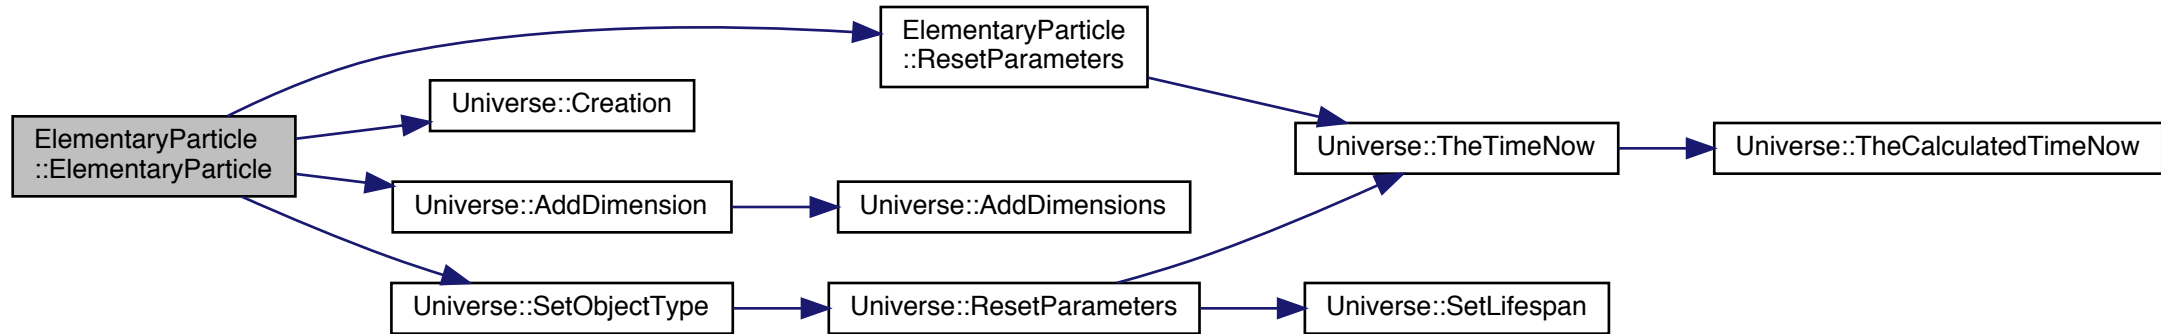 ElementaryParticle
::ElementaryParticle
ElementaryParticle
::ResetParameters
Universe::Creation
Universe::AddDimension
Universe::AddDimensions
Universe::SetObjectType
Universe::ResetParameters
Universe::TheTimeNow
Universe::TheCalculatedTimeNow
Universe::SetLifespan